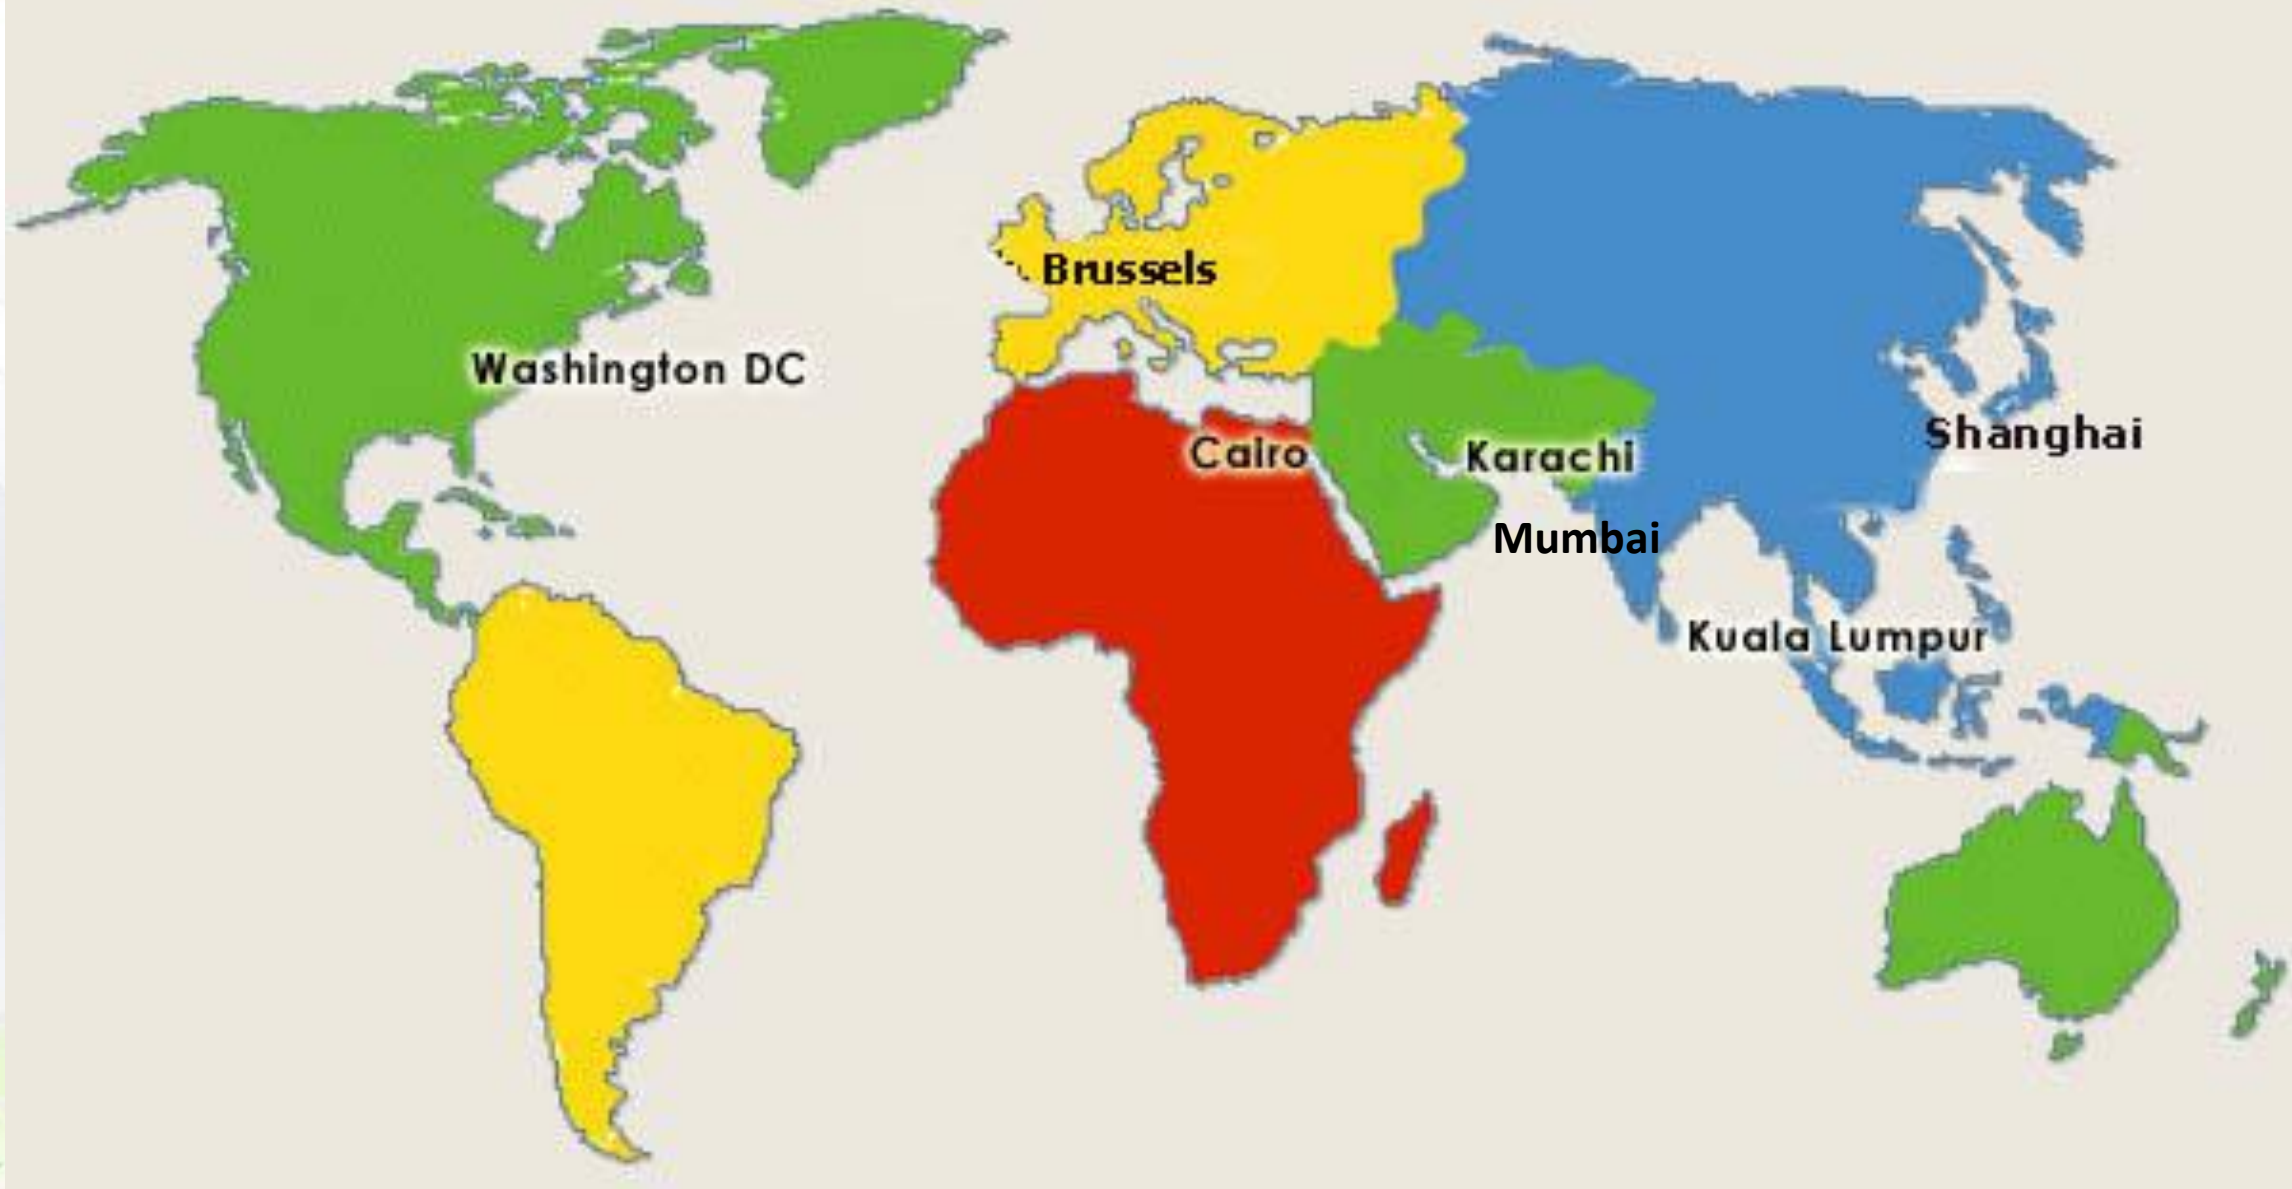 Brussels
Washington DC
Shanghai
Cairo
Karachi
Mumbai
Kuala Lumpur